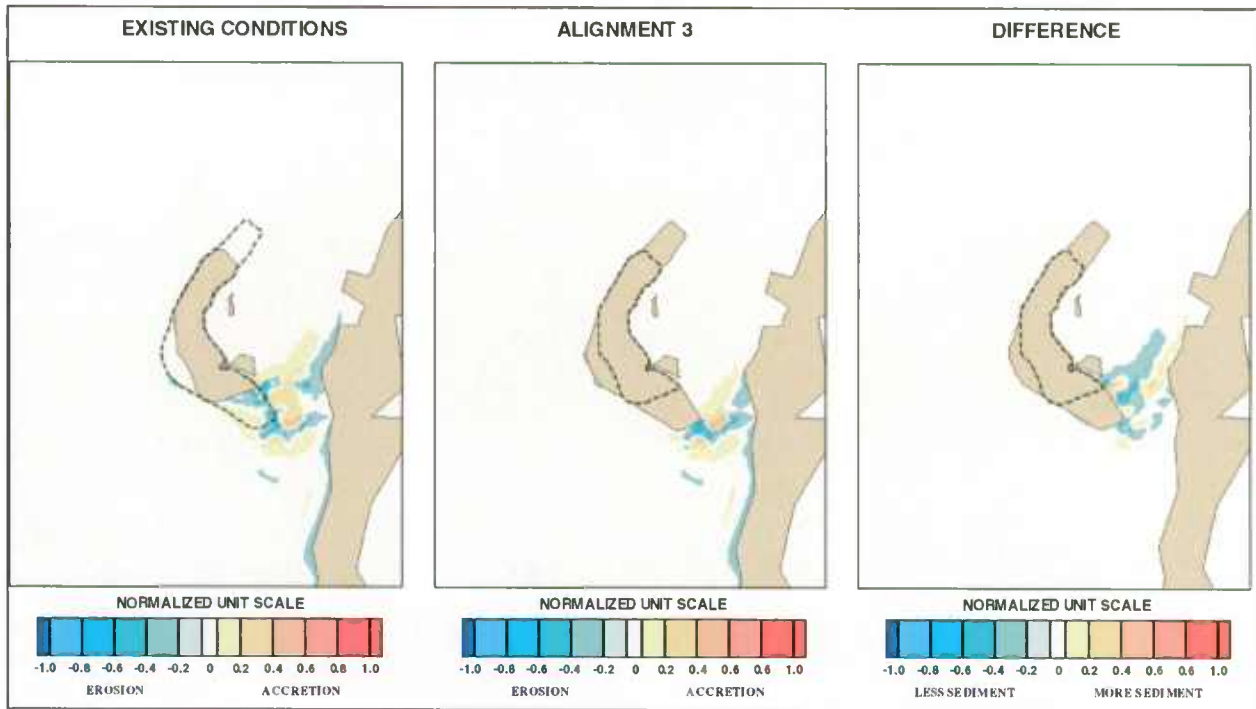 EXISTING CONDITIONS
ALIGNMENT 3
DIFFERENCE
NORMALIZED UNIT SCALE
-1.0 -0.8 -0.6 -0.4 -0.2 0 0.2 0.4 0.6 0.8 1.0
EROSION ACCRETION
NORMALIZED UNIT SCALE
-1.0 -0.8 -0.6 -0.4 -0.2 0 0.2 0.4 0.6 0.8 1.0
EROSION ACCRETION
NORMALIZED UNIT SCALE
-1.0 -0.8 -0.6 -0.4 -0.2 0 0.2 0.4 0.6 0.8 1.0
LESS SEDIMENT MORE SEDIMENT